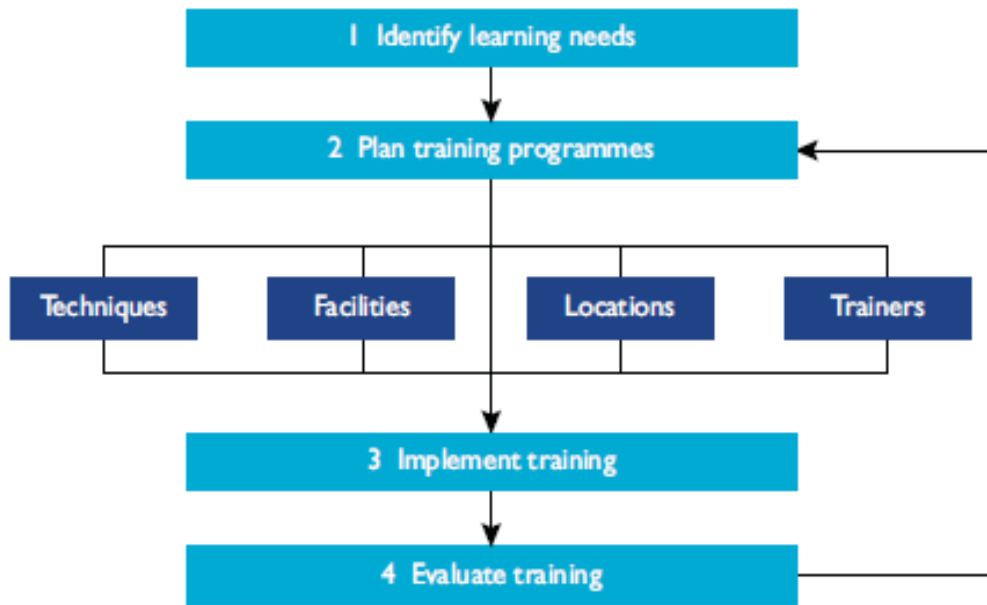 1 Identify learning needs
2 Plan training programmes
Techniques
Facilities
Locations
Trainers
3 Implement training
4 Evaluate training